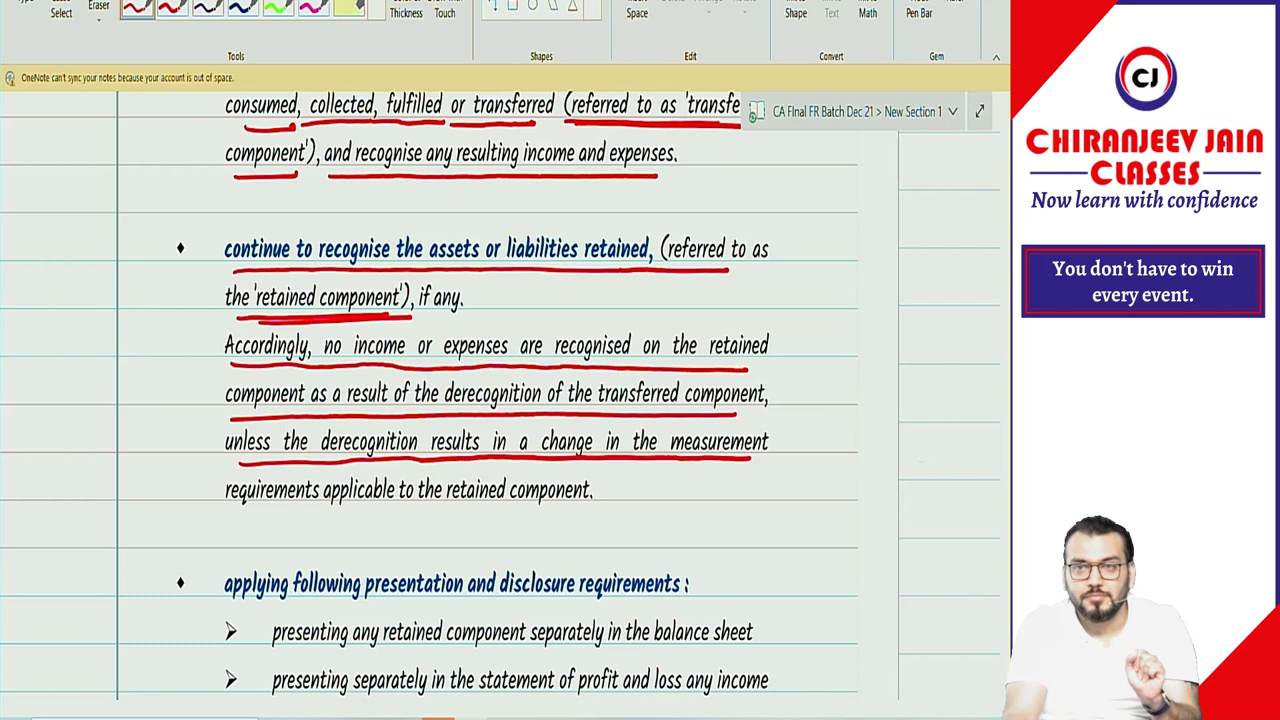 Select
Eraser
Thickness
Touch
Space
Shape
Text
Math
Pen Bar
Tools
Shapes
Edit
Convert
Gem
OneNote can't sync your notes because your account is out of space.
consumed, collected, fulfilled or transferred (referred to as 'transfe
CA FInal FR Batch Dec 21 > New Section 1
component'), and recognise any resulting income and expenses.
continue to recognise the assets or liabilities retained, (referred to as
the 'retained component'), if any.
Accordingly, no income or expenses are recognised on the retained
component as a result of the derecognition of the transferred component,
unless the derecognition results in a change in the measurement
requirements applicable to the retained component.
applying following presentation and disclosure requirements :
presenting any retained component separately in the balance sheet
presenting separately in the statement of profit and loss any income
CJ
CHIRANJEEV JAIN
CLASSES
Now learn with confidence
You don't have to win
every event.